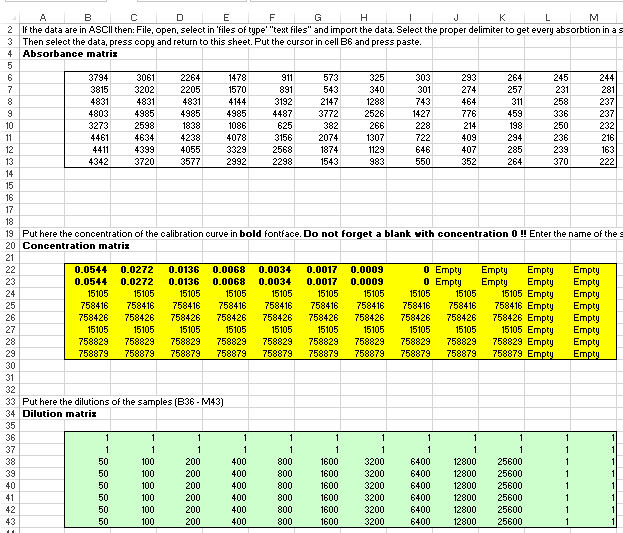 A B C D E F G H I J K L M
2 If the data are in ASCII then: File, open, select in 'files of type' "text files" and import the data. Select the proper delimiter to get every absorbtion in a s
3 Then select the data, press copy and return to this sheet. Put the cursor in cell B6 and press paste.
4 Absorbance matrix
5
6 3794 3061 2264 1478 911 573 325 303 293 264 245 244
7 3815 3202 2205 1570 891 543 340 301 274 257 231 281
8 4831 4831 4831 4144 3192 2147 1288 743 464 311 258 237
9 4803 4985 4985 4985 4487 3772 2526 1427 776 459 336 237
10 3273 2598 1838 1086 625 382 266 228 214 198 250 232
11 4461 4634 4238 4078 3156 2074 1307 722 409 294 236 216
12 4411 4399 4055 3329 2568 1874 1129 646 407 285 239 163
13 4342 3720 3577 2992 2298 1543 983 550 352 264 370 222
14
15
16
17
18
19 Put here the concentration of the calibration curve in bold fontface. Do not forget a blank with concentration 0 !! Enter the name of the s
20 Concentration matrix
21
22 0.0544 0.0272 0.0136 0.0068 0.0034 0.0017 0.0009 0 Empty Empty Empty Empty
23 0.0544 0.0272 0.0136 0.0068 0.0034 0.0017 0.0009 0 Empty Empty Empty Empty
24 15105 15105 15105 15105 15105 15105 15105 15105 15105 15105 Empty Empty
25 758416 758416 758416 758416 758416 758416 758416 758416 758416 758416 Empty Empty
26 758426 758426 758426 758426 758426 758426 758426 758426 758426 758426 Empty Empty
27 15105 15105 15105 15105 15105 15105 15105 15105 15105 15105 Empty Empty
28 758829 758829 758829 758829 758829 758829 758829 758829 758829 758829 Empty Empty
29 758879 758879 758879 758879 758879 758879 758879 758879 758879 758879 Empty Empty
30
31
32
33 Put here the dilutions of the samples (B36 - M43)
34 Dilution matrix
35
36 1 1 1 1 1 1 1 1 1 1 1 1
37 1 1 1 1 1 1 1 1 1 1 1 1
38 50 100 200 400 800 1600 3200 6400 12800 25600 1 1
39 50 100 200 400 800 1600 3200 6400 12800 25600 1 1
40 50 100 200 400 800 1600 3200 6400 12800 25600 1 1
41 50 100 200 400 800 1600 3200 6400 12800 25600 1 1
42 50 100 200 400 800 1600 3200 6400 12800 25600 1 1
43 50 100 200 400 800 1600 3200 6400 12800 25600 1 1